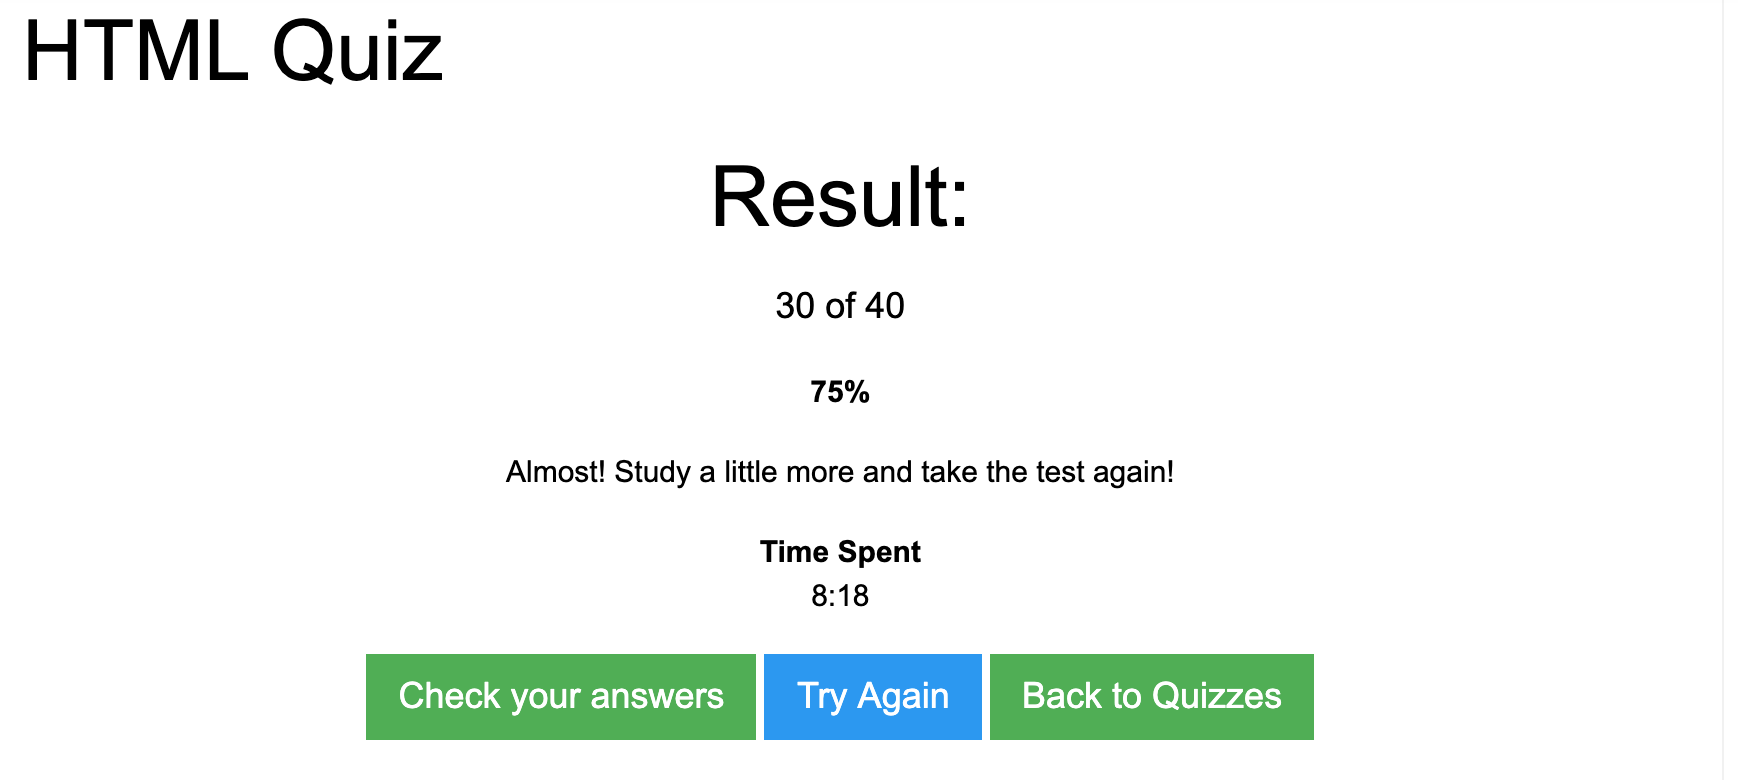 HTML Quiz
Result:
30 of 40
75%
Almost! Study a little more and take the test again!
Time Spent
8:18
Check your answers
Try Again
Back to Quizzes